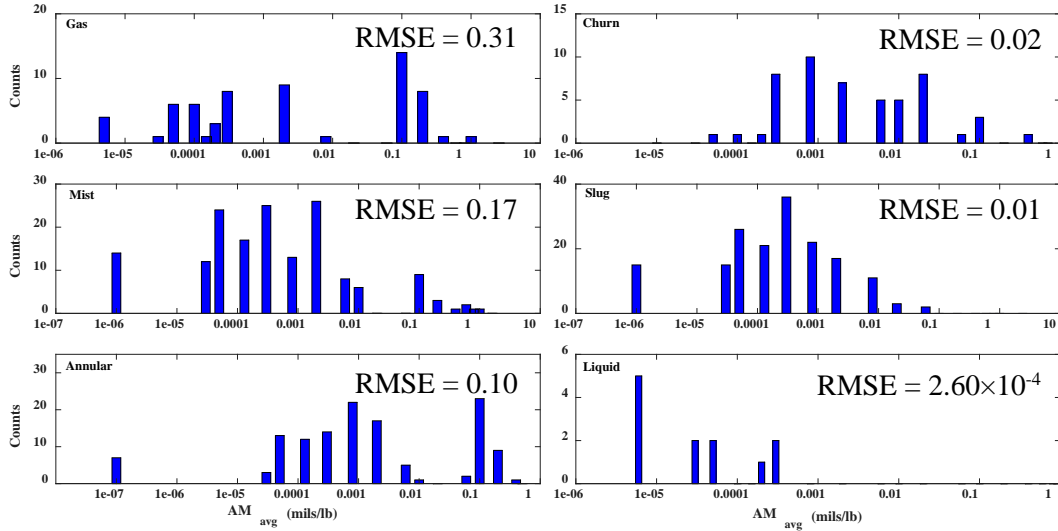 Gas
RMSE = 0.31
Counts
20
10
0
1e-06 1e-05 0.0001 0.001 0.01 0.1 1 10
Churn
RMSE = 0.02
15
10
5
0
1e-06 1e-05 0.0001 0.001 0.01 0.1 1
Mist
RMSE = 0.17
Counts
30
20
10
0
1e-07 1e-06 1e-05 0.0001 0.001 0.01 0.1 1 10
Slug
RMSE = 0.01
40
20
0
1e-07 1e-06 1e-05 0.0001 0.001 0.01 0.1 1 10
Annular
RMSE = 0.10
Counts
30
20
10
0
1e-07 1e-06 1e-05 0.0001 0.001 0.01 0.1 1
AM avg (mils/lb)
Liquid
RMSE = 2.60×10-4
6
4
2
0
1e-06 1e-05 0.0001 0.001 0.01 0.1 1
AM avg (mils/lb)